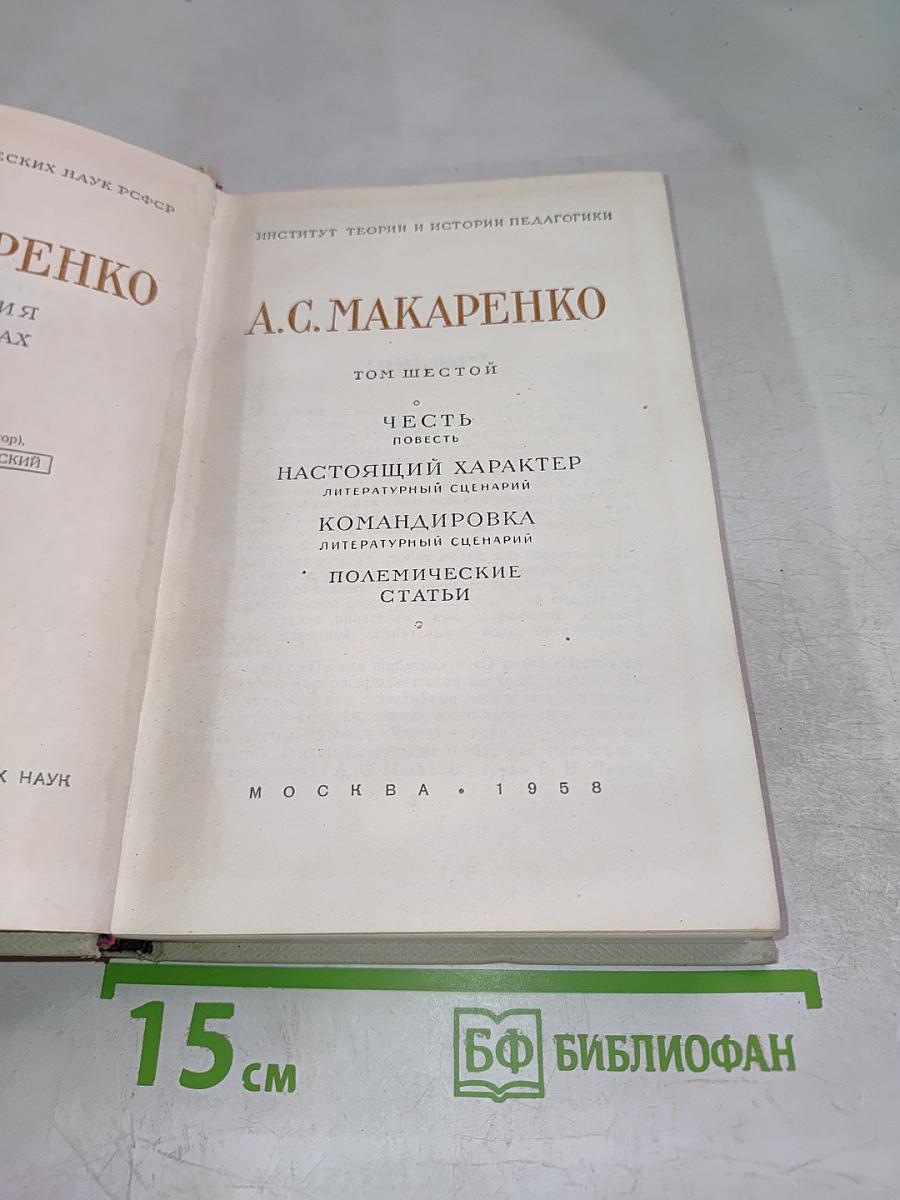 ЕСКИХ НАУК РСФСР
РЕНКО
ИЯ
АХ
ор),
СКИЙ
Х НАУК
ИНСТИТУТ ТЕОРИИ И ИСТОРИИ ПЕДАГОГИКИ
А.С. МАКАРЕНКО
ТОМ ШЕСТОЙ
ЧЕСТЬ
ПОВЕСТЬ
НАСТОЯЩИЙ ХАРАКТЕР
ЛИТЕРАТУРНЫЙ СЦЕНАРИЙ
КОМАНДИРОВКА
ЛИТЕРАТУРНЫЙ СЦЕНАРИЙ
ПОЛЕМИЧЕСКИЕ
СТАТЬИ
МОСКВА • 1958
15 см
БФ БИБЛИОФАН